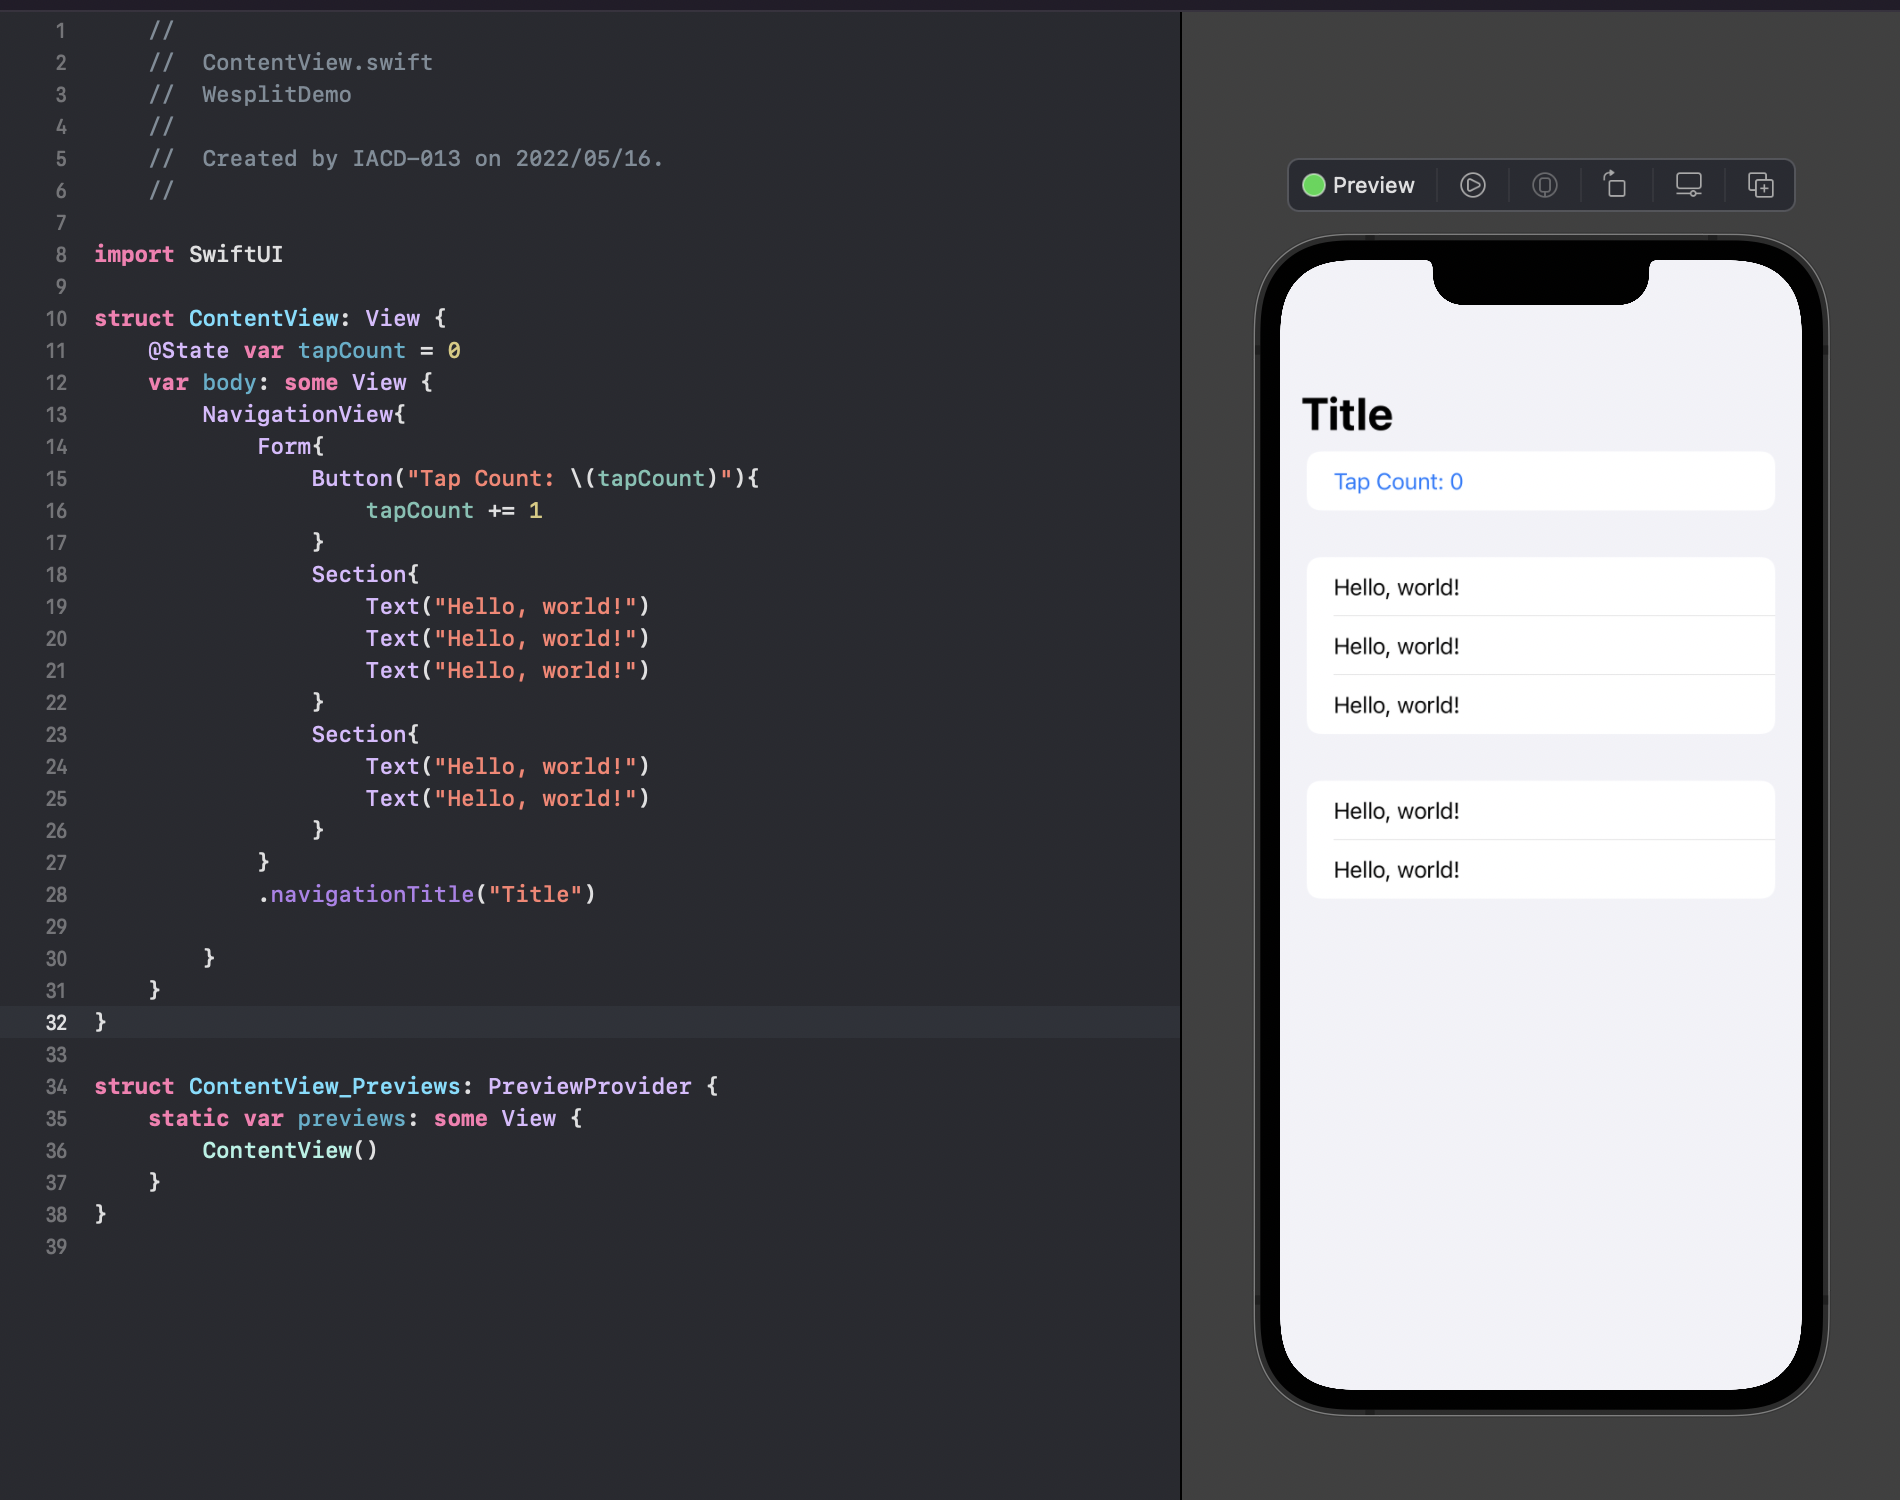 1 //
2 // ContentView.swift
3 // WesplitDemo
4 //
5 // Created by IACD-013 on 2022/05/16.
6 //
7
8 import SwiftUI
9
10 struct ContentView: View {
11     @State var tapCount = 0
12     var body: some View {
13         NavigationView{
14             Form{
15                 Button("Tap Count: \(tapCount)"){
16                     tapCount += 1
17                 }
18                 Section{
19                     Text("Hello, world!")
20                     Text("Hello, world!")
21                     Text("Hello, world!")
22                 }
23                 Section{
24                     Text("Hello, world!")
25                     Text("Hello, world!")
26                 }
27             }
28             .navigationTitle("Title")
29
30         }
31     }
32 }
33
34 struct ContentView_Previews: PreviewProvider {
35     static var previews: some View {
36         ContentView()
37     }
38 }
39
Preview
Title
Tap Count: 0
Hello, world!
Hello, world!
Hello, world!
Hello, world!
Hello, world!